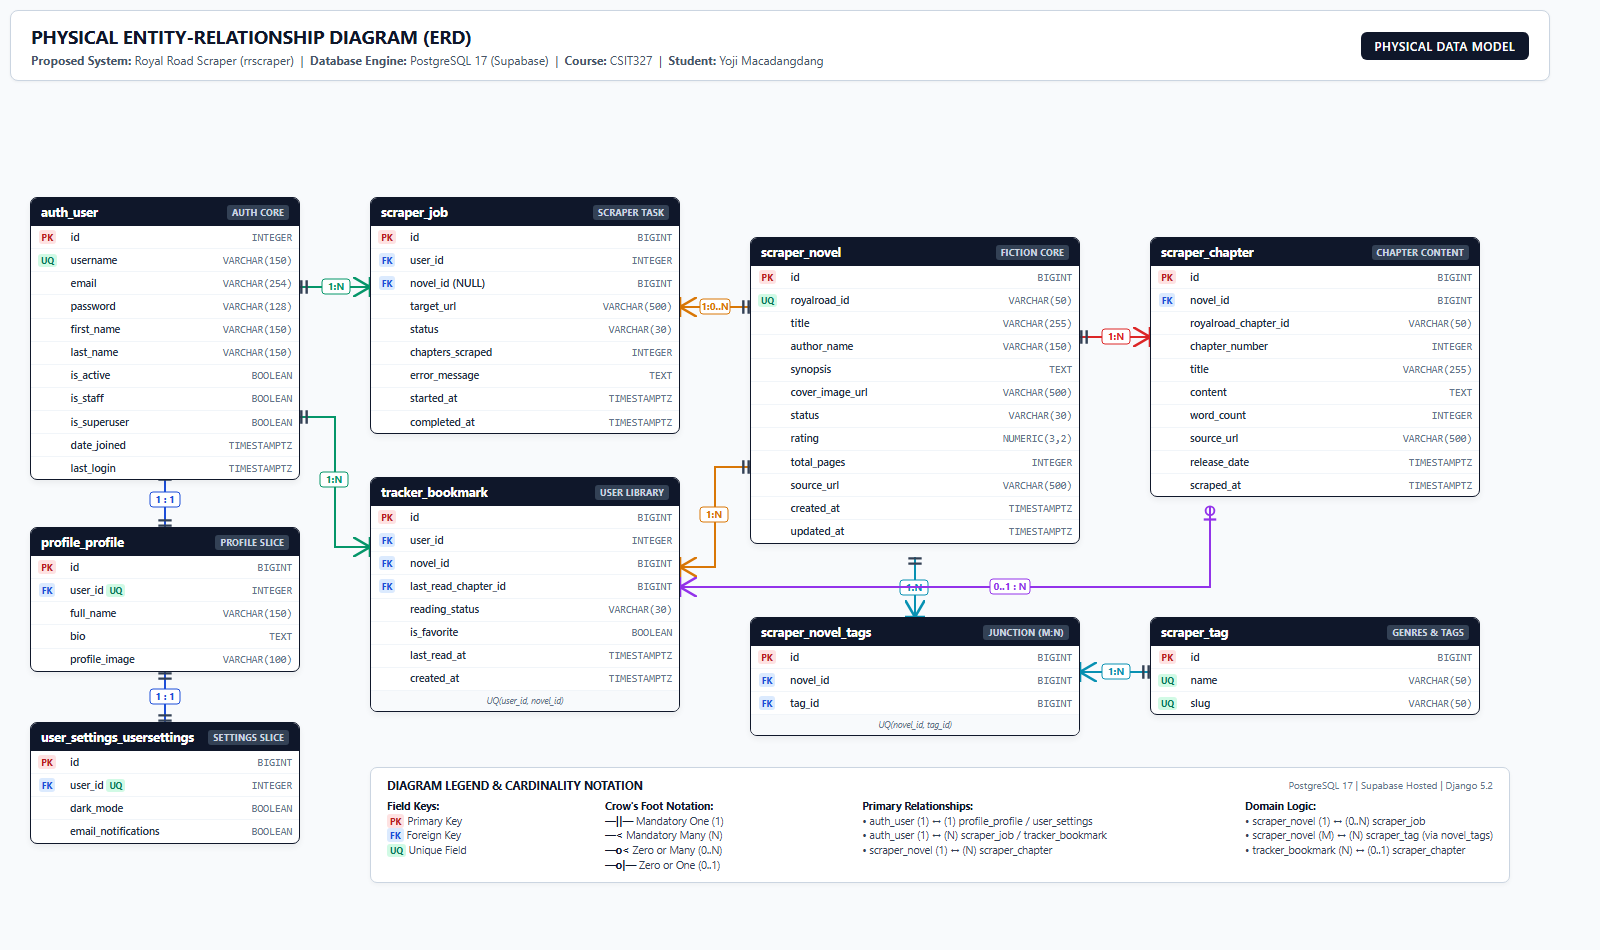 PHYSICAL ENTITY-RELATIONSHIP DIAGRAM (ERD)
Proposed System: Royal Road Scraper (rrscraper) | Database Engine: PostgreSQL 17 (Supabase) | Course: CSIT327 | Student: Yoji Macadangdang
PHYSICAL DATA MODEL
auth_user AUTH CORE
PK id INTEGER
UQ username VARCHAR(150)
email VARCHAR(254)
password VARCHAR(128)
first_name VARCHAR(150)
last_name VARCHAR(150)
is_active BOOLEAN
is_staff BOOLEAN
is_superuser BOOLEAN
date_joined TIMESTAMPTZ
last_login TIMESTAMPTZ
1 : 1
profile_profile PROFILE SLICE
PK id BIGINT
FK user_id UQ INTEGER
full_name VARCHAR(150)
bio TEXT
profile_image VARCHAR(100)
1 : 1
user_settings_usersettings SETTINGS SLICE
PK id BIGINT
FK user_id UQ INTEGER
dark_mode BOOLEAN
email_notifications BOOLEAN
1:N
1:N
scraper_job SCRAPER TASK
PK id BIGINT
FK user_id INTEGER
FK novel_id (NULL) BIGINT
target_url VARCHAR(500)
status VARCHAR(30)
chapters_scraped INTEGER
error_message TEXT
started_at TIMESTAMPTZ
completed_at TIMESTAMPTZ
tracker_bookmark USER LIBRARY
PK id BIGINT
FK user_id INTEGER
FK novel_id BIGINT
FK last_read_chapter_id BIGINT
reading_status VARCHAR(30)
is_favorite BOOLEAN
last_read_at TIMESTAMPTZ
created_at TIMESTAMPTZ
UQ(user_id, novel_id)
1:0..N
1:N
scraper_novel FICTION CORE
PK id BIGINT
UQ royalroad_id VARCHAR(50)
title VARCHAR(255)
author_name VARCHAR(150)
synopsis TEXT
cover_image_url VARCHAR(500)
status VARCHAR(30)
rating NUMERIC(3,2)
total_pages INTEGER
source_url VARCHAR(500)
created_at TIMESTAMPTZ
updated_at TIMESTAMPTZ
1:N
scraper_chapter CHAPTER CONTENT
PK id BIGINT
FK novel_id BIGINT
royalroad_chapter_id VARCHAR(50)
chapter_number INTEGER
title VARCHAR(255)
content TEXT
word_count INTEGER
source_url VARCHAR(500)
release_date TIMESTAMPTZ
scraped_at TIMESTAMPTZ
1:N
0..1 : N
scraper_novel_tags JUNCTION (M:N)
PK id BIGINT
FK novel_id BIGINT
FK tag_id BIGINT
UQ(novel_id, tag_id)
1:N
scraper_tag GENRES & TAGS
PK id BIGINT
UQ name VARCHAR(50)
UQ slug VARCHAR(50)
DIAGRAM LEGEND & CARDINALITY NOTATION
PostgreSQL 17 | Supabase Hosted | Django 5.2
Field Keys:
PK Primary Key
FK Foreign Key
UQ Unique Field
Crow's Foot Notation:
—||— Mandatory One (1)
—< Mandatory Many (N)
—o< Zero or Many (0..N)
—o|— Zero or One (0..1)
Primary Relationships:
• auth_user (1) ↔ (1) profile_profile / user_settings
• auth_user (1) ↔ (N) scraper_job / tracker_bookmark
• scraper_novel (1) ↔ (N) scraper_chapter
Domain Logic:
• scraper_novel (1) ↔ (0..N) scraper_job
• scraper_novel (M) ↔ (N) scraper_tag (via novel_tags)
• tracker_bookmark (N) ↔ (0..1) scraper_chapter